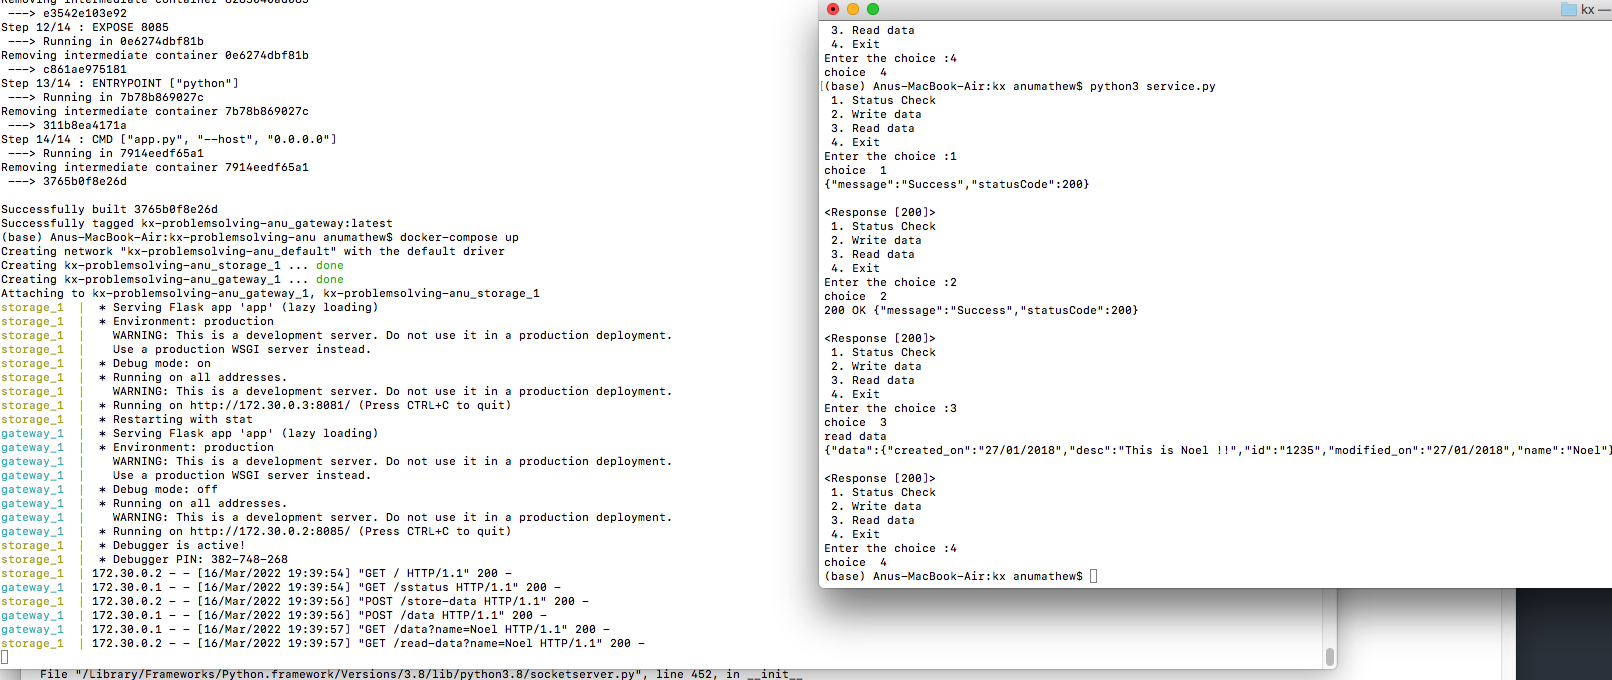 Removing intermediate container 0283040ad063
---> e3542e103e92
Step 12/14 : EXPOSE 8085
---> Running in 0e6274dbf81b
Removing intermediate container 0e6274dbf81b
---> c861ae975181
Step 13/14 : ENTRYPOINT ["python"]
---> Running in 7b78b869027c
Removing intermediate container 7b78b869027c
---> 311b8ea4171a
Step 14/14 : CMD ["app.py", "--host", "0.0.0.0"]
---> Running in 7914eedf65a1
Removing intermediate container 7914eedf65a1
---> 3765b0f8e26d
Successfully built 3765b0f8e26d
Successfully tagged kx-problemsolving-anu_gateway:latest
(base) Anus-MacBook-Air:kx-problemsolving-anu anumathew$ docker-compose up
Creating network "kx-problemsolving-anu_default" with the default driver
Creating kx-problemsolving-anu_storage_1 ... done
Creating kx-problemsolving-anu_gateway_1 ... done
Attaching to kx-problemsolving-anu_gateway_1, kx-problemsolving-anu_storage_1
storage_1 | * Serving Flask app 'app' (lazy loading)
storage_1 | * Environment: production
storage_1 | WARNING: This is a development server. Do not use it in a production deployment.
storage_1 | Use a production WSGI server instead.
storage_1 | * Debug mode: on
storage_1 | * Running on all addresses.
storage_1 | WARNING: This is a development server. Do not use it in a production deployment.
storage_1 | * Running on http://172.30.0.3:8081/ (Press CTRL+C to quit)
storage_1 | * Restarting with stat
gateway_1 | * Serving Flask app 'app' (lazy loading)
gateway_1 | * Environment: production
gateway_1 | WARNING: This is a development server. Do not use it in a production deployment.
gateway_1 | Use a production WSGI server instead.
gateway_1 | * Debug mode: off
gateway_1 | * Running on all addresses.
gateway_1 | WARNING: This is a development server. Do not use it in a production deployment.
gateway_1 | * Running on http://172.30.0.2:8085/ (Press CTRL+C to quit)
storage_1 | * Debugger is active!
storage_1 | * Debugger PIN: 382-748-268
storage_1 | 172.30.0.2 - - [16/Mar/2022 19:39:54] "GET / HTTP/1.1" 200 -
gateway_1 | 172.30.0.1 - - [16/Mar/2022 19:39:54] "GET /sstatus HTTP/1.1" 200 -
storage_1 | 172.30.0.2 - - [16/Mar/2022 19:39:56] "POST /store-data HTTP/1.1" 200 -
gateway_1 | 172.30.0.1 - - [16/Mar/2022 19:39:56] "POST /data HTTP/1.1" 200 -
gateway_1 | 172.30.0.1 - - [16/Mar/2022 19:39:57] "GET /data?name=Noel HTTP/1.1" 200 -
storage_1 | 172.30.0.2 - - [16/Mar/2022 19:39:57] "GET /read-data?name=Noel HTTP/1.1" 200 -
File "/Library/Frameworks/Python.framework/Versions/3.8/lib/python3.8/socketserver.py", line 452, in __init__
kx —
3. Read data
4. Exit
Enter the choice :4
choice 4
[(base) Anus-MacBook-Air:kx anumathew$ python3 service.py
1. Status Check
2. Write data
3. Read data
4. Exit
Enter the choice :1
choice 1
{"message":"Success","statusCode":200}
<Response [200]>
1. Status Check
2. Write data
3. Read data
4. Exit
Enter the choice :2
choice 2
200 OK {"message":"Success","statusCode":200}
<Response [200]>
1. Status Check
2. Write data
3. Read data
4. Exit
Enter the choice :3
choice 3
read data
{"data":{"created_on":"27/01/2018","desc":"This is Noel !!","id":"1235","modified_on":"27/01/2018","name":"Noel"}
<Response [200]>
1. Status Check
2. Write data
3. Read data
4. Exit
Enter the choice :4
choice 4
(base) Anus-MacBook-Air:kx anumathew$